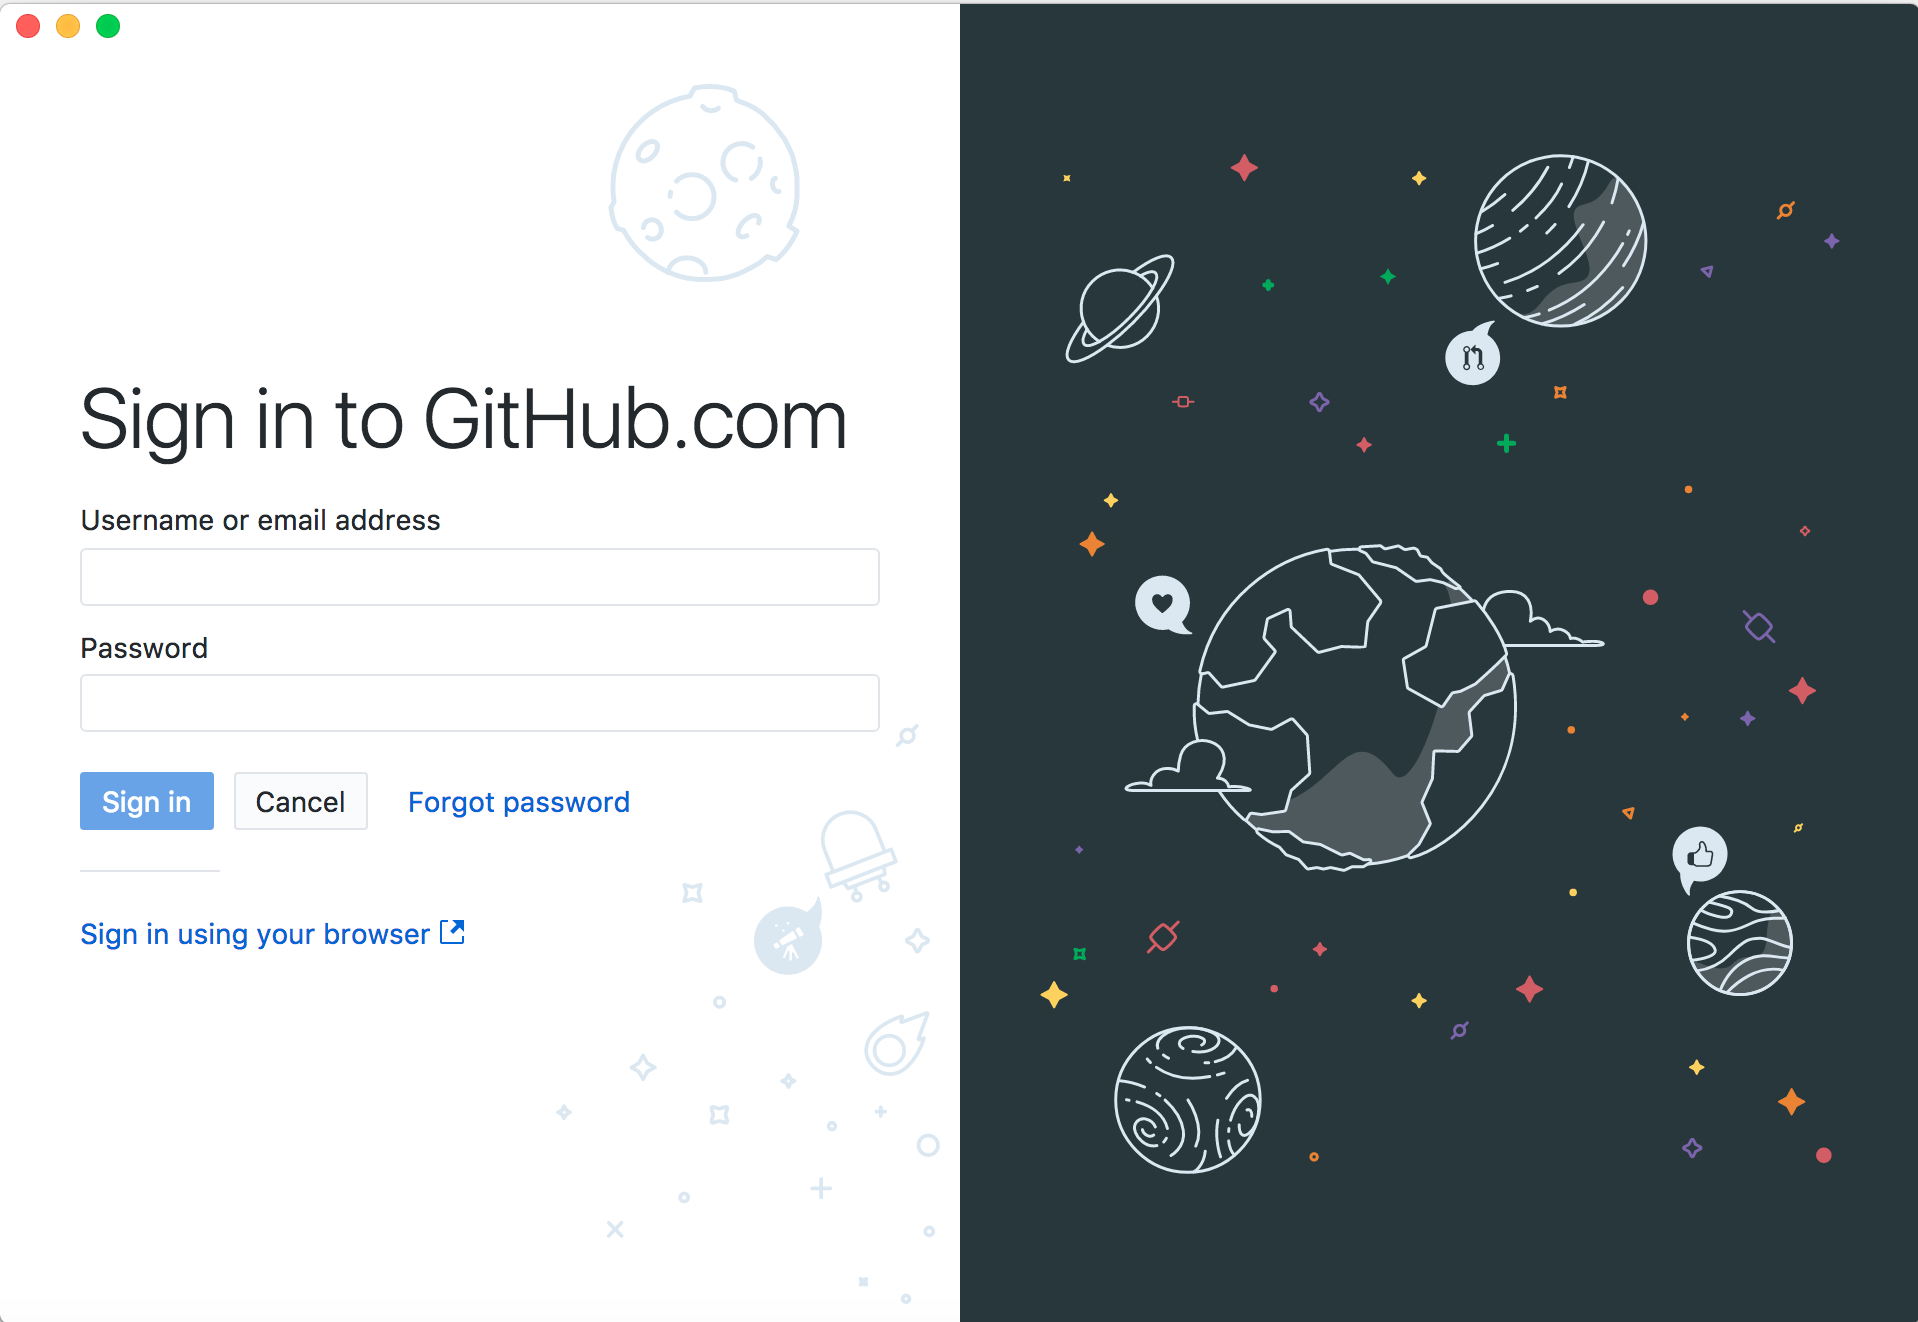 Sign in to GitHub.com
Username or email address
Password
Sign in
Cancel
Forgot password
Sign in using your browser